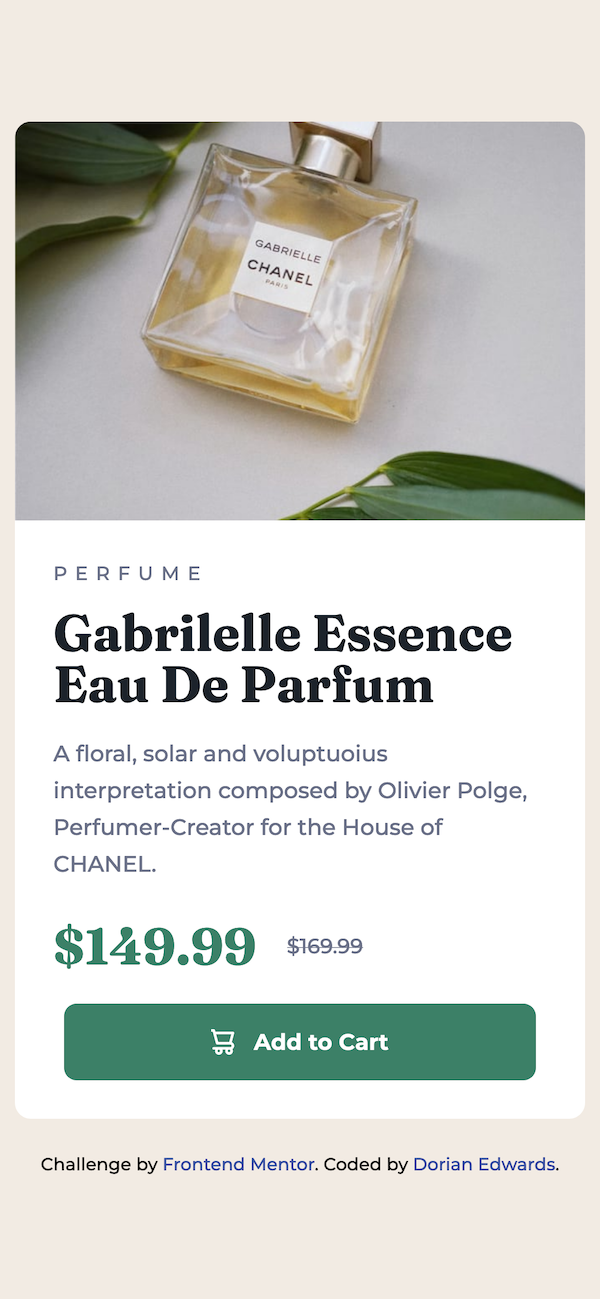 GABRIELLE
CHANEL
PARIS
PERFUME
Gabrilelle Essence
Eau De Parfum
A floral, solar and voluptuoius
interpretation composed by Olivier Polge,
Perfumer-Creator for the House of
CHANEL.
$149.99 $169.99
Add to Cart
Challenge by Frontend Mentor. Coded by Dorian Edwards.